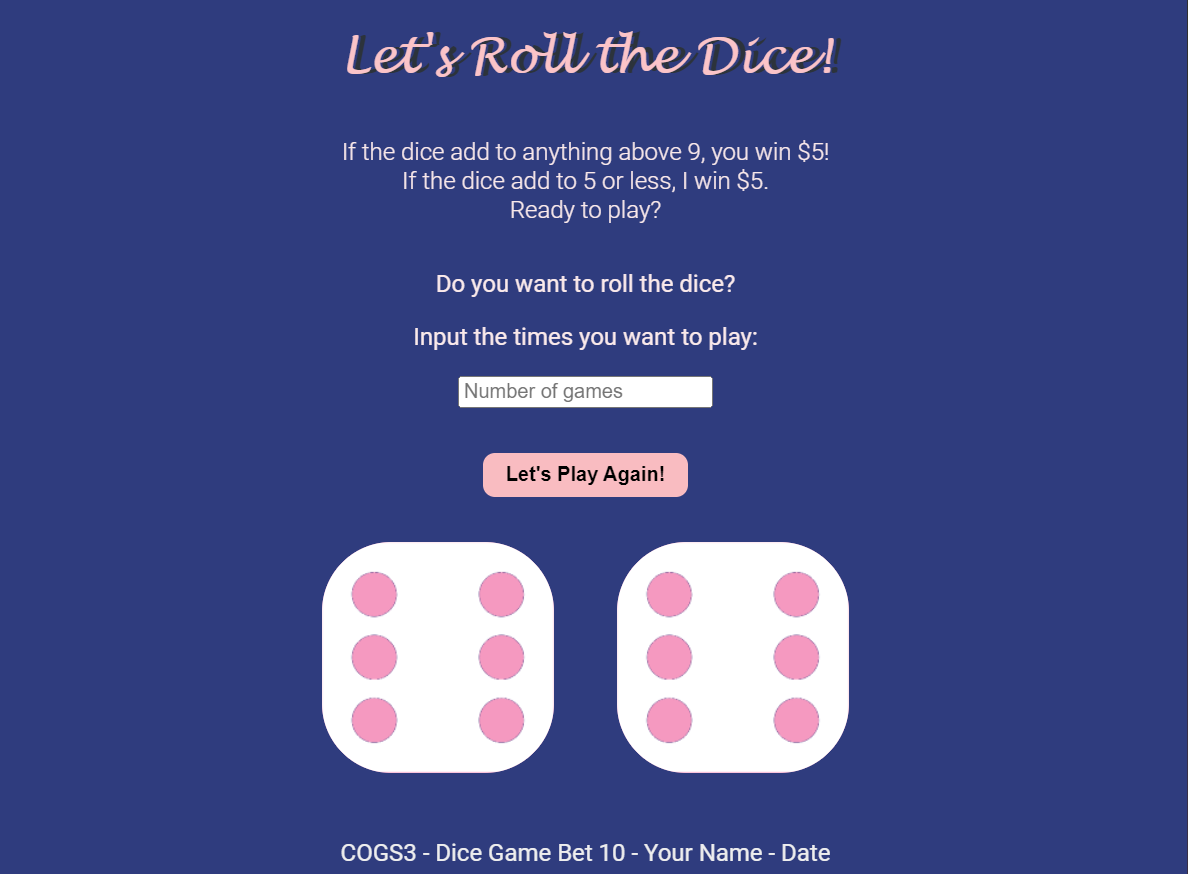 Let's Roll the Dice!
If the dice add to anything above 9, you win $5!
If the dice add to 5 or less, I win $5.
Ready to play?
Do you want to roll the dice?
Input the times you want to play:
Number of games
Let's Play Again!
COGS3 - Dice Game Bet 10 - Your Name - Date